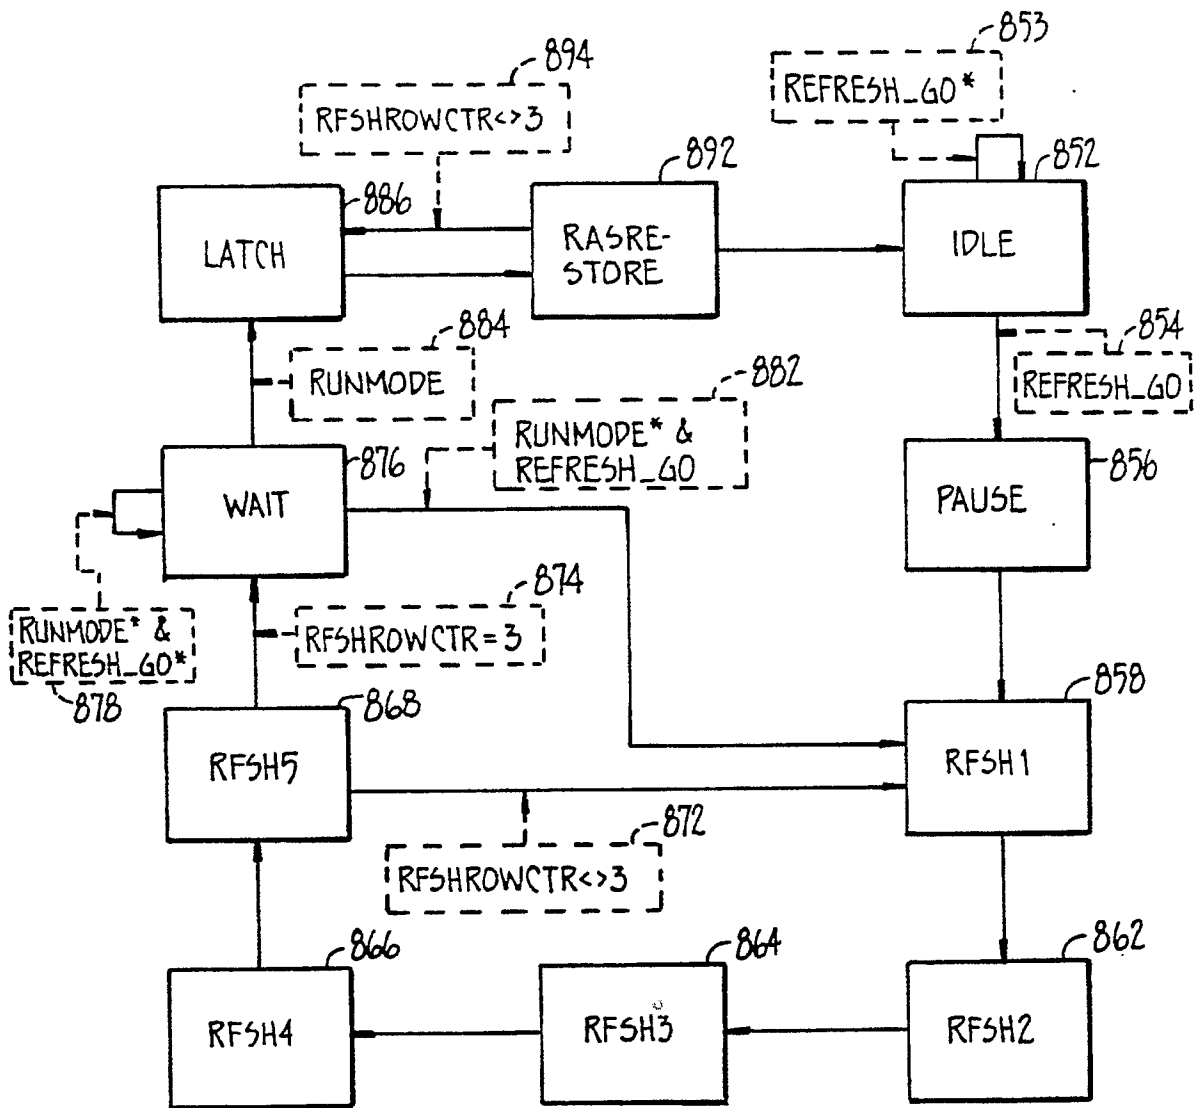 853
894
REFRESH_GO*
RFSHROWCTR<>3
892
852
886
LATCH
RASRE-
STORE
IDLE
884
854
RUNMODE
REFRESH_GO
882
RUNMODE* &
REFRESH_GO
876
856
WAIT
PAUSE
874
RUNMODE* &
REFRESH_GO*
RFSHROWCTR=3
878
868
858
RFSH5
RFSH1
872
RFSHROWCTR<>3
866
864
862
RFSH4
RFSH3
RFSH2